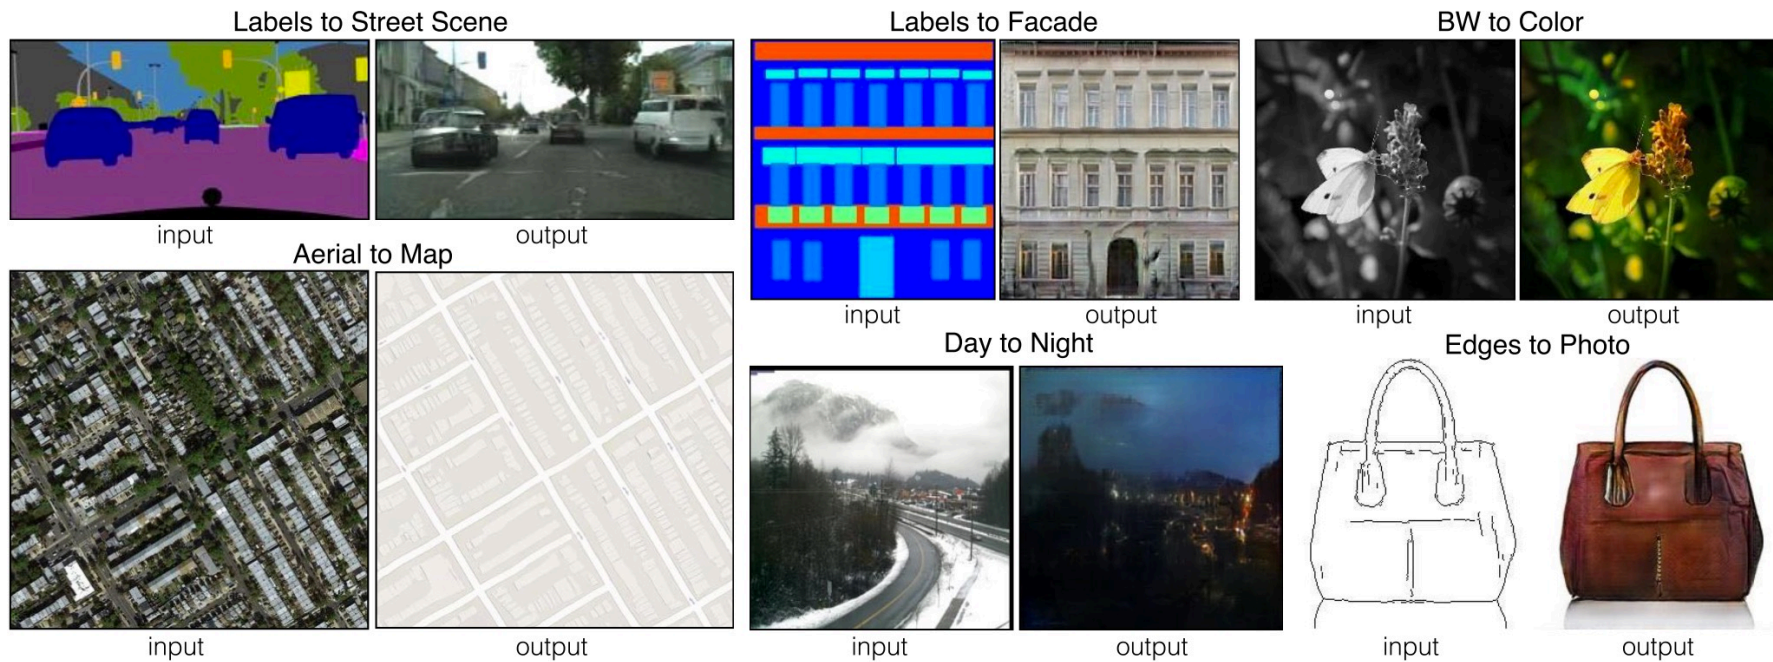 Labels to Street Scene
input
output
Aerial to Map
input
output
Labels to Facade
input
output
BW to Color
input
output
Day to Night
input
output
Edges to Photo
input
output